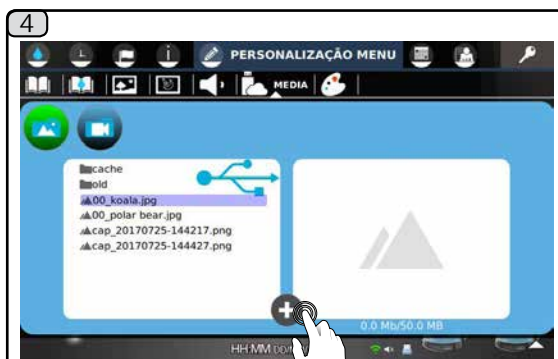 4
PERSONALIZAÇÃO MENU
MEDIA
cache
old
00_koala.jpg
00_polar bear.jpg
cap_20170725-144217.png
cap_20170725-144427.png
0.0 Mb/50.0 MB
HH:MM